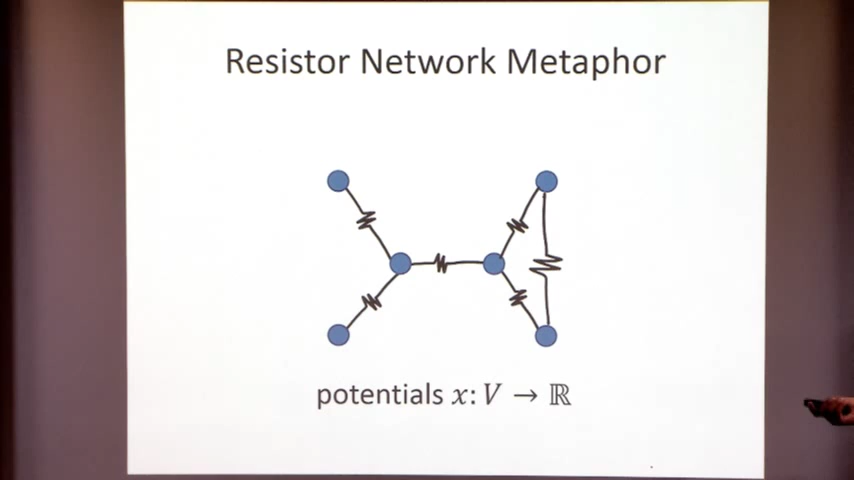 Resistor Network Metaphor
potentials x: V → ℝ